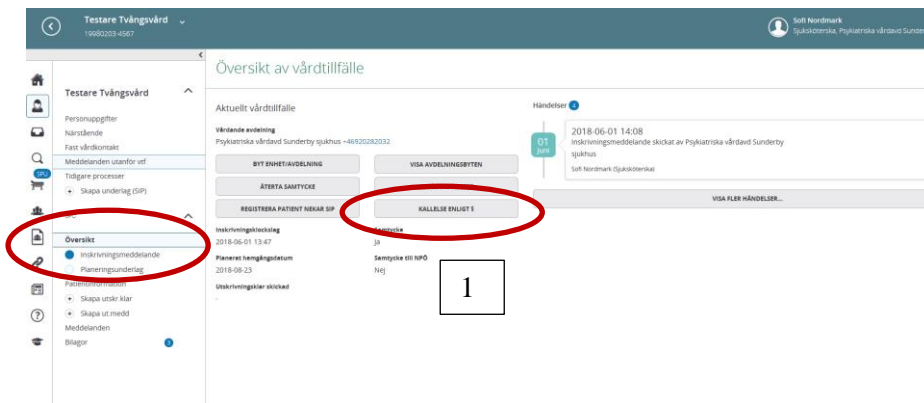 Testare Tvångsvård
19980203-4567
Sofi Nordmark
Sjuksköterska, Psykiatriska vårdavd Sunder
Översikt av vårdtillfälle
Testare Tvångsvård
Personuppgifter
Närstående
Fast vårdkontakt
Meddelanden utanför vtf
Tidigare processer
Skapa underlag (SIP)
Översikt
Inskrivningsmeddelande
Planeringsunderlag
Patientinformation
Skapa utskr klar
Skapa ut.medd
Meddelanden
Bilagor 3
SPU
Aktuellt vårdtillfälle
Vårdande avdelning
Psykiatriska vårdavd Sunderby sjukhus +46920282032
BYT ENHET/AVDELNING
VISA AVDELNINGSBYTEN
ÅTERTA SAMTYCKE
REGISTRERA PATIENT NEKAR SIP
KALLELSE ENLIGT §
Inskrivningsklockslag
2018-06-01 13:47
Samtycke
Ja
Planerat hemgångsdatum
2018-08-23
Samtycke till NPÖ
Nej
Utskrivningsklar skickad
-
1
Händelser 4
01
Juni
2018-06-01 14:08
Inskrivningsmeddelande skickat av Psykiatriska vårdavd Sunderby
sjukhus
Sofi Nordmark (Sjuksköterska)
VISA FLER HÄNDELSER...